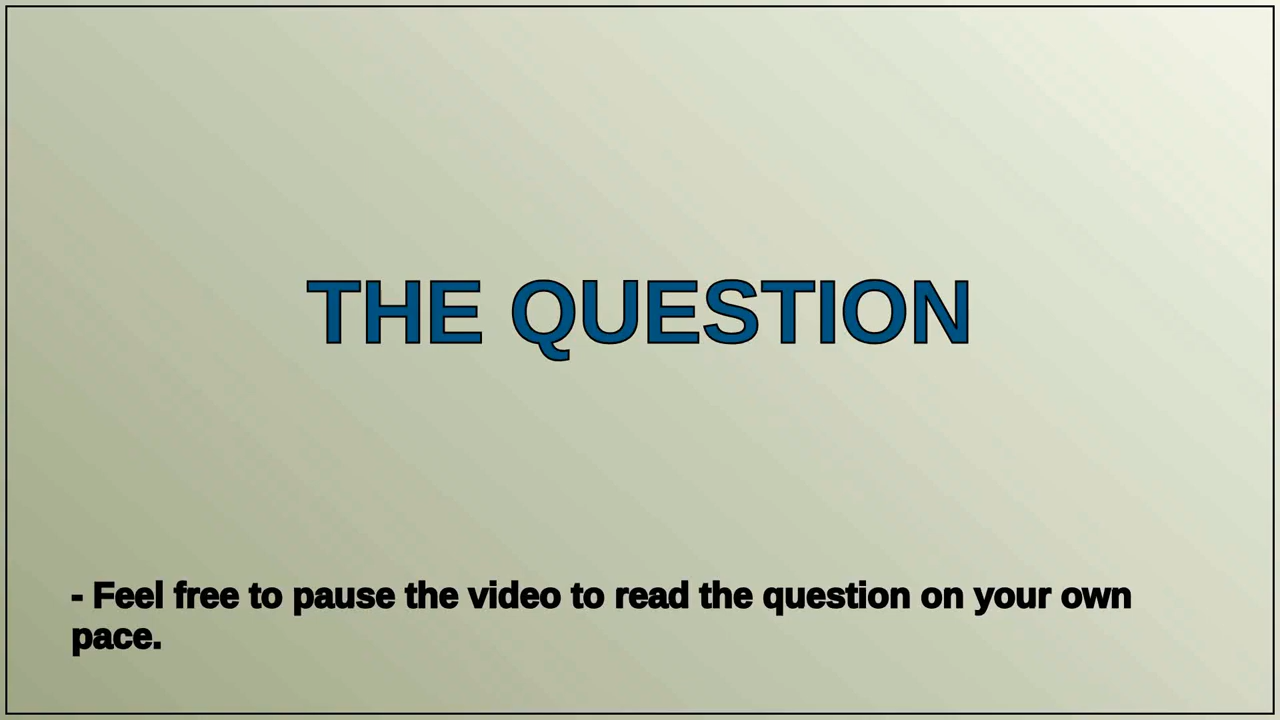 THE QUESTION
- Feel free to pause the video to read the question on your own
pace.